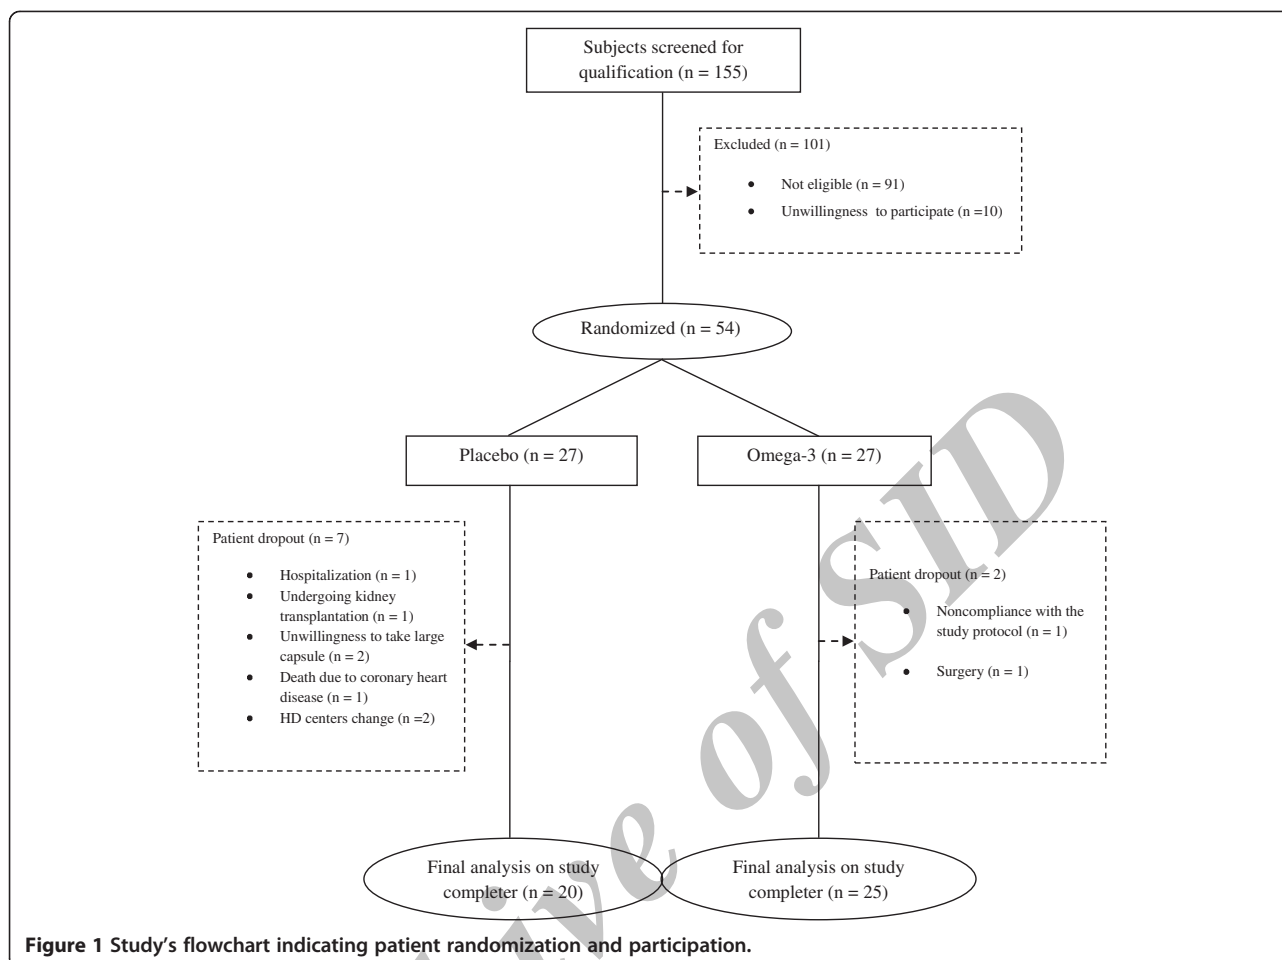 Subjects screened for
qualification (n = 155)
Excluded (n = 101)
• Not eligible (n = 91)
• Unwillingness to participate (n =10)
Randomized (n = 54)
Placebo (n = 27)
Omega-3 (n = 27)
Patient dropout (n = 7)
• Hospitalization (n = 1)
• Undergoing kidney
transplantation (n = 1)
• Unwillingness to take large
capsule (n = 2)
• Death due to coronary heart
disease (n = 1)
• HD centers change (n =2)
Patient dropout (n = 2)
• Noncompliance with the
study protocol (n = 1)
• Surgery (n = 1)
Final analysis on study
completer (n = 20)
Final analysis on study
completer (n = 25)
Figure 1 Study's flowchart indicating patient randomization and participation.
ive of SID